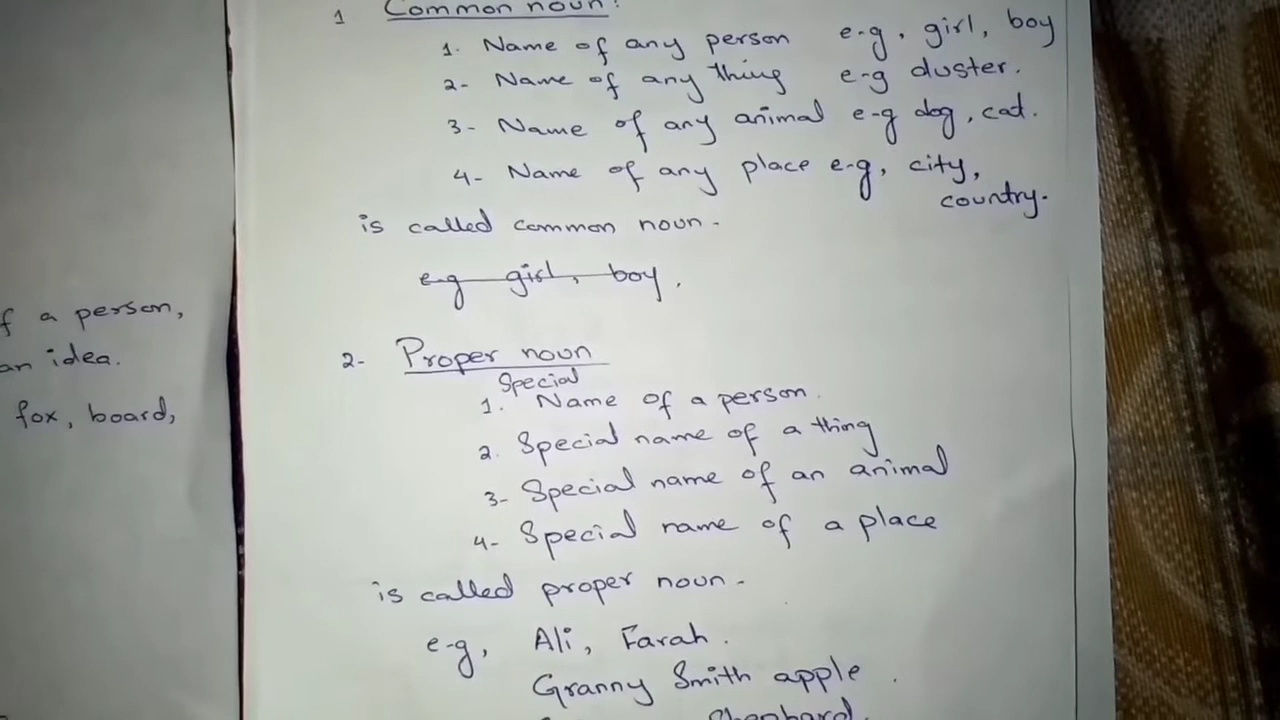 1 Common noun:
1. Name of any person e-g, girl, boy
2- Name of any thing e-g duster.
3- Name of any animal e-g dog, cat.
4- Name of any place e-g, city,
country.
is called common noun-
e-g girl, boy.
f a person,
an idea.
fox, board,
2- Proper noun
Special
1. Name of a person.
2. Special name of a thing
3- Special name of an animal
4- Special name of a place
is called proper noun-
e-g, Ali, Farah.
Granny Smith apple.
Shephard.